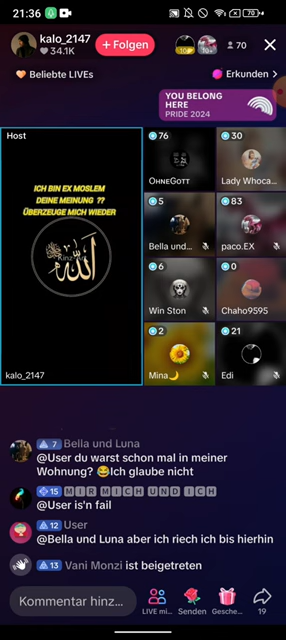 21:36
70
kalo_2147
34.1K
+ Folgen
70
Beliebte LIVEs
Erkunden >
YOU BELONG
HERE
PRIDE 2024
Host
ICH BIN EX MOSLEM
DEINE MEINUNG ??
ÜBERZEUGE MICH WIEDER
الله
kalo_2147
76
OHNEGOTT
30
Lady Whoca...
5
Bella und...
83
paco.EX
6
Win Ston
0
Chaho9595
2
Mina🌙
21
Edi
7 Bella und Luna
@User du warst schon mal in meiner
Wohnung? 😂Ich glaube nicht
15 MIR MICH UND ICH
@User is'n fail
12 User
@Bella und Luna aber ich riech ich bis hierhin
13 Vani Monzi ist beigetreten
Kommentar hinz...
LIVE mi...
Senden
Gesche...
19